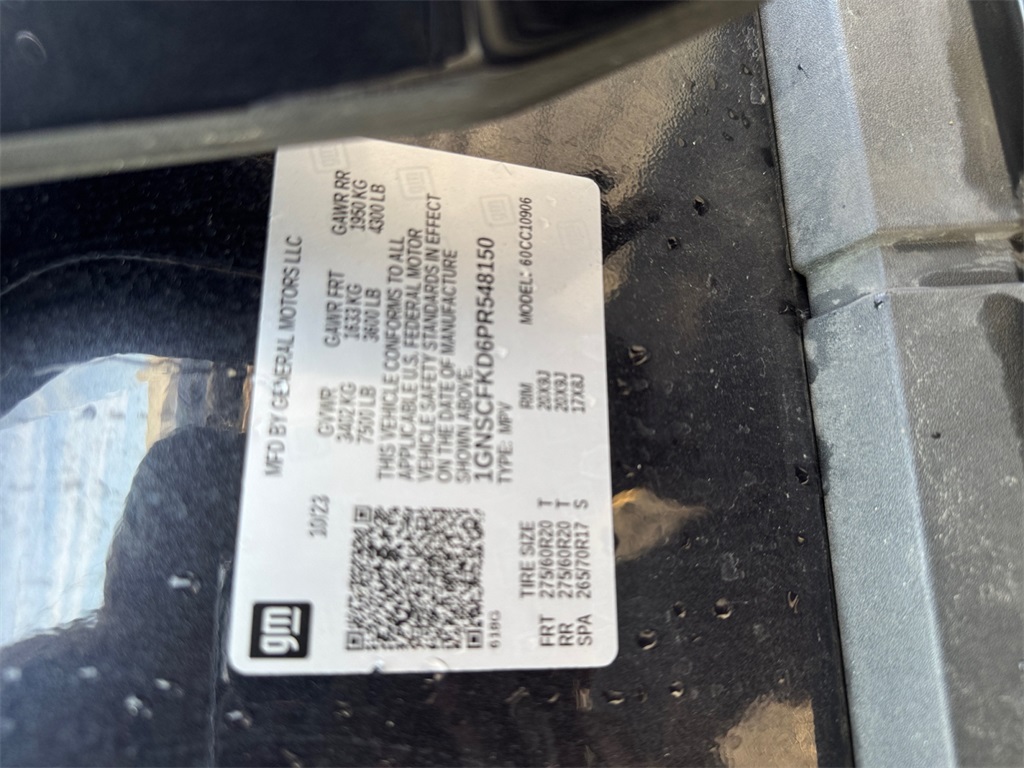 gm
10/23
MFD BY GENERAL MOTORS LLC
GVWR GAWR FRT GAWR RR
3402 KG 1633 KG 1950 KG
7500 LB 3600 LB 4300 LB
THIS VEHICLE CONFORMS TO ALL
APPLICABLE U.S. FEDERAL MOTOR
VEHICLE SAFETY STANDARDS IN EFFECT
ON THE DATE OF MANUFACTURE
SHOWN ABOVE.
1GNSCFKD6PR548150
61BG
TYPE: MPV
MODEL: 60CC10906
TIRE SIZE RIM
FRT 275/60R20 T 20X9J
RR 275/60R20 T 20X9J
SPA 265/70R17 S 17X8J